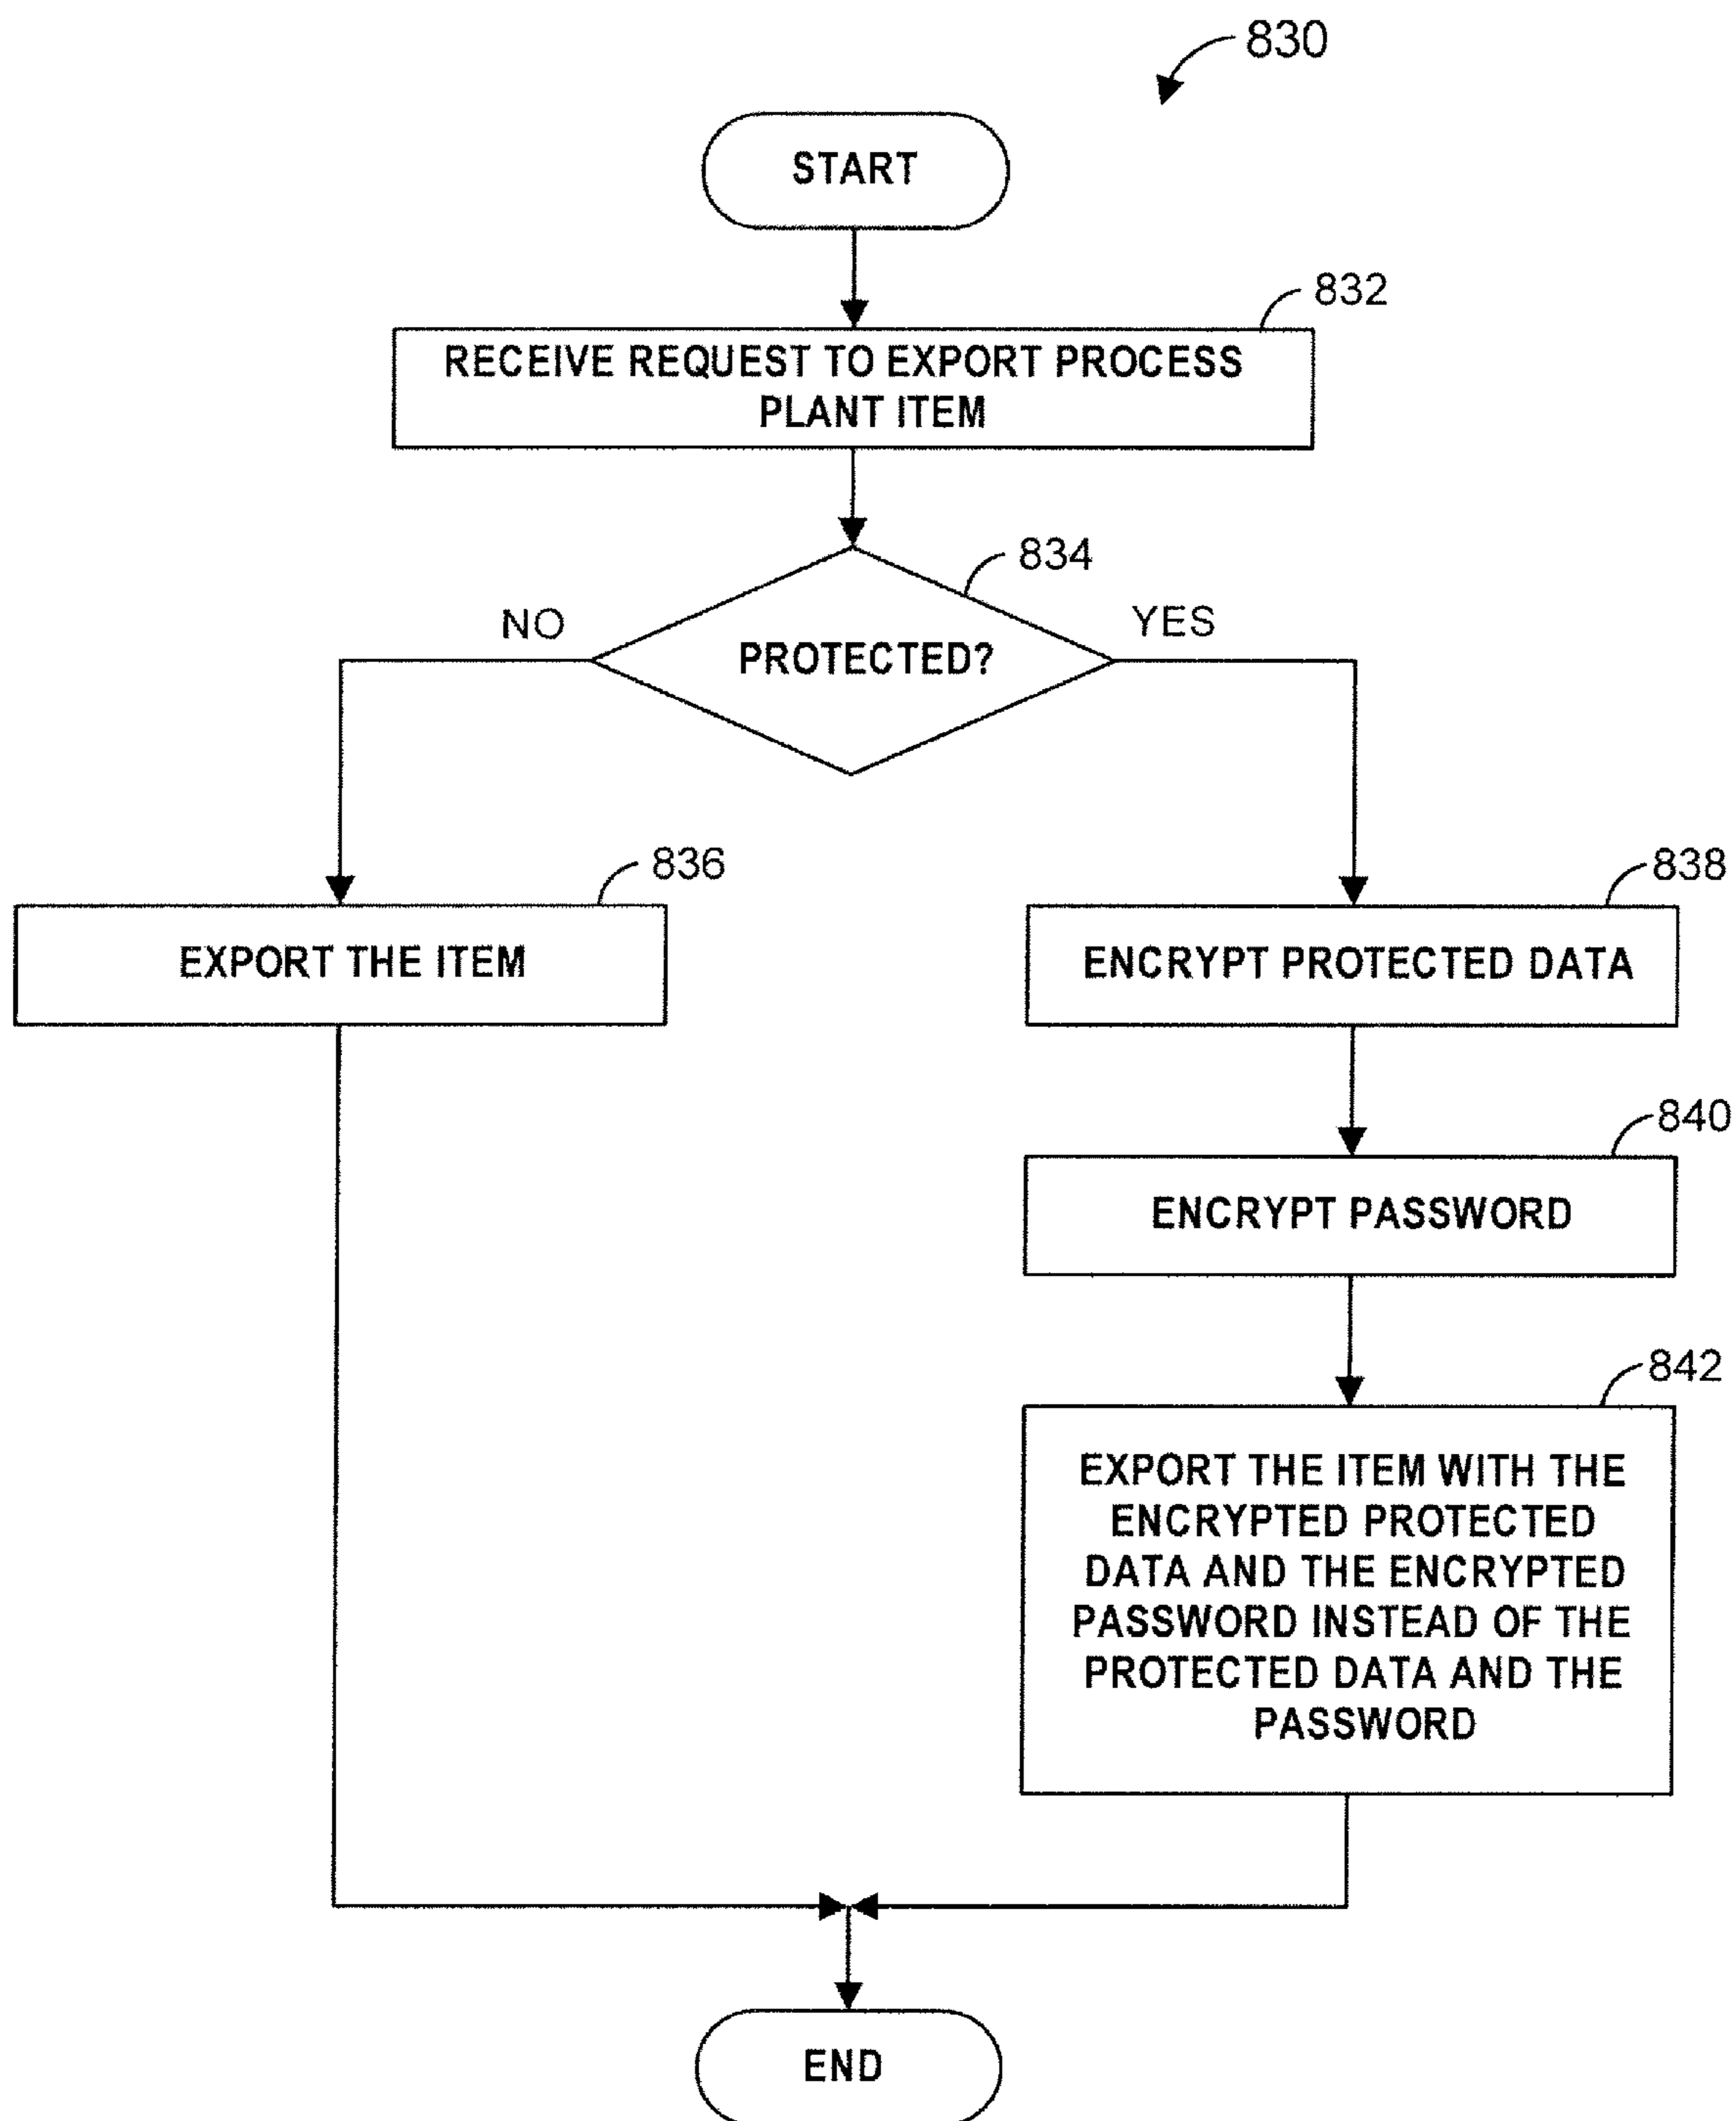 830
START
832
RECEIVE REQUEST TO EXPORT PROCESS
PLANT ITEM
834
NO
YES
PROTECTED?
836
838
EXPORT THE ITEM
ENCRYPT PROTECTED DATA
840
ENCRYPT PASSWORD
842
EXPORT THE ITEM WITH THE
ENCRYPTED PROTECTED
DATA AND THE ENCRYPTED
PASSWORD INSTEAD OF THE
PROTECTED DATA AND THE
PASSWORD
END